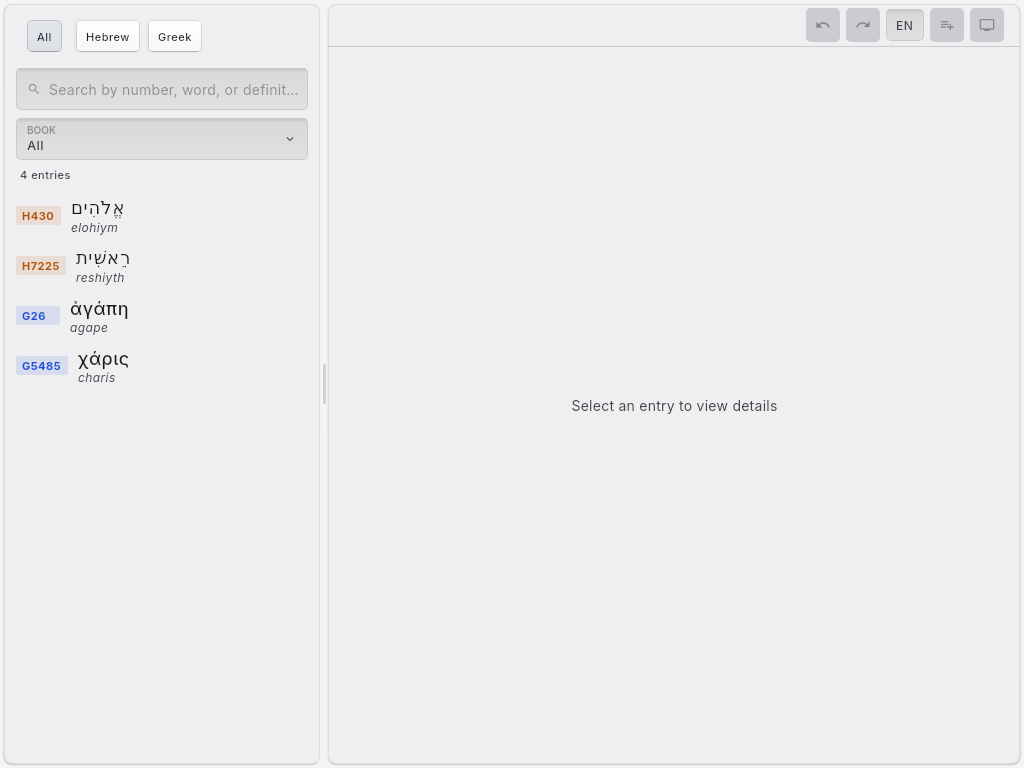 All
Hebrew
Greek
Search by number, word, or definit...
BOOK
All
4 entries
H430
אֱלֹהִים
elohiym
H7225
רֵאשִׁית
reshiyth
G26
ἀγάπη
agape
G5485
χάρις
charis
EN
Select an entry to view details